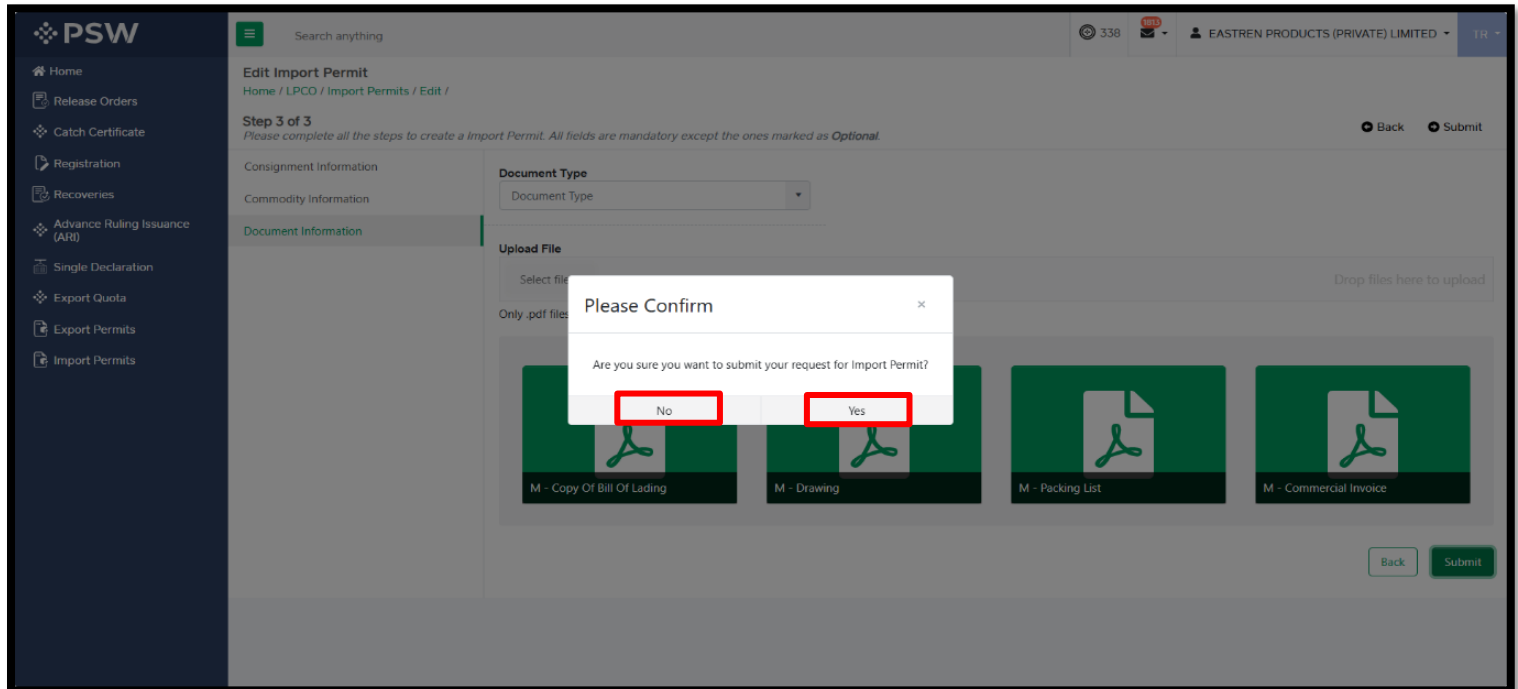 PSW
Search anything
338
1813
EASTREN PRODUCTS (PRIVATE) LIMITED
TR
Home
Release Orders
Catch Certificate
Registration
Recoveries
Advance Ruling Issuance
(ARI)
Single Declaration
Export Quota
Export Permits
Import Permits
Edit Import Permit
Home / LPCO / Import Permits / Edit /
Step 3 of 3
Please complete all the steps to create a Import Permit. All fields are mandatory except the ones marked as Optional.
Back
Submit
Consignment Information
Commodity Information
Document Information
Document Type
Document Type
Upload File
Select file
Drop files here to upload
Only .pdf files
Please Confirm
×
Are you sure you want to submit your request for Import Permit?
No
Yes
M - Copy Of Bill Of Lading
M - Drawing
M - Packing List
M - Commercial Invoice
Back
Submit